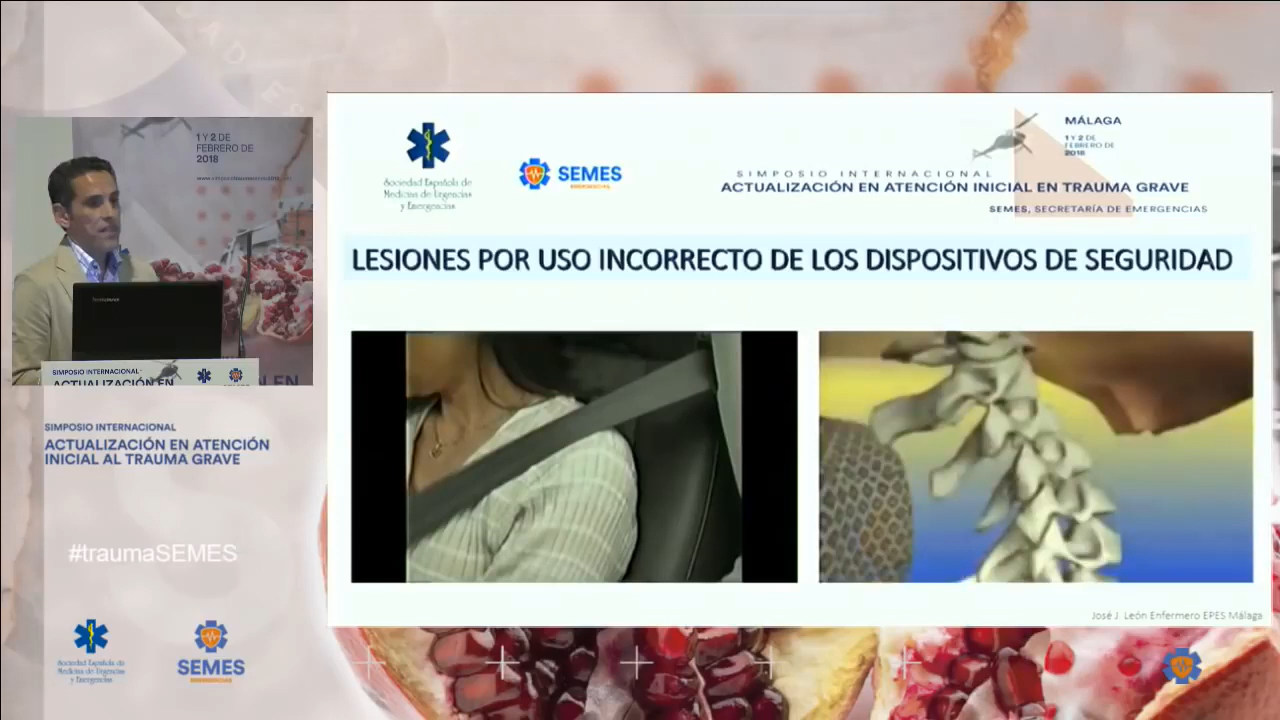 1 Y 2 DE
FEBRERO DE
2018
SIMPOSIO INTERNACIONAL
ACTUALIZACIÓN EN
SIMPOSIO INTERNACIONAL
ACTUALIZACIÓN EN ATENCIÓN
INICIAL AL TRAUMA GRAVE
#traumaSEMES
Sociedad Española de
Medicina de Urgencias
y Emergencias
SEMES
EMERGENCIAS
Sociedad Española de
Medicina de Urgencias
y Emergencias
SEMES
EMERGENCIAS
MÁLAGA
1 Y 2 DE
FEBRERO DE
2018
SIMPOSIO INTERNACIONAL
ACTUALIZACIÓN EN ATENCIÓN INICIAL EN TRAUMA GRAVE
SEMES, SECRETARÍA DE EMERGENCIAS
LESIONES POR USO INCORRECTO DE LOS DISPOSITIVOS DE SEGURIDAD
José J. León Enfermero EPES Málaga